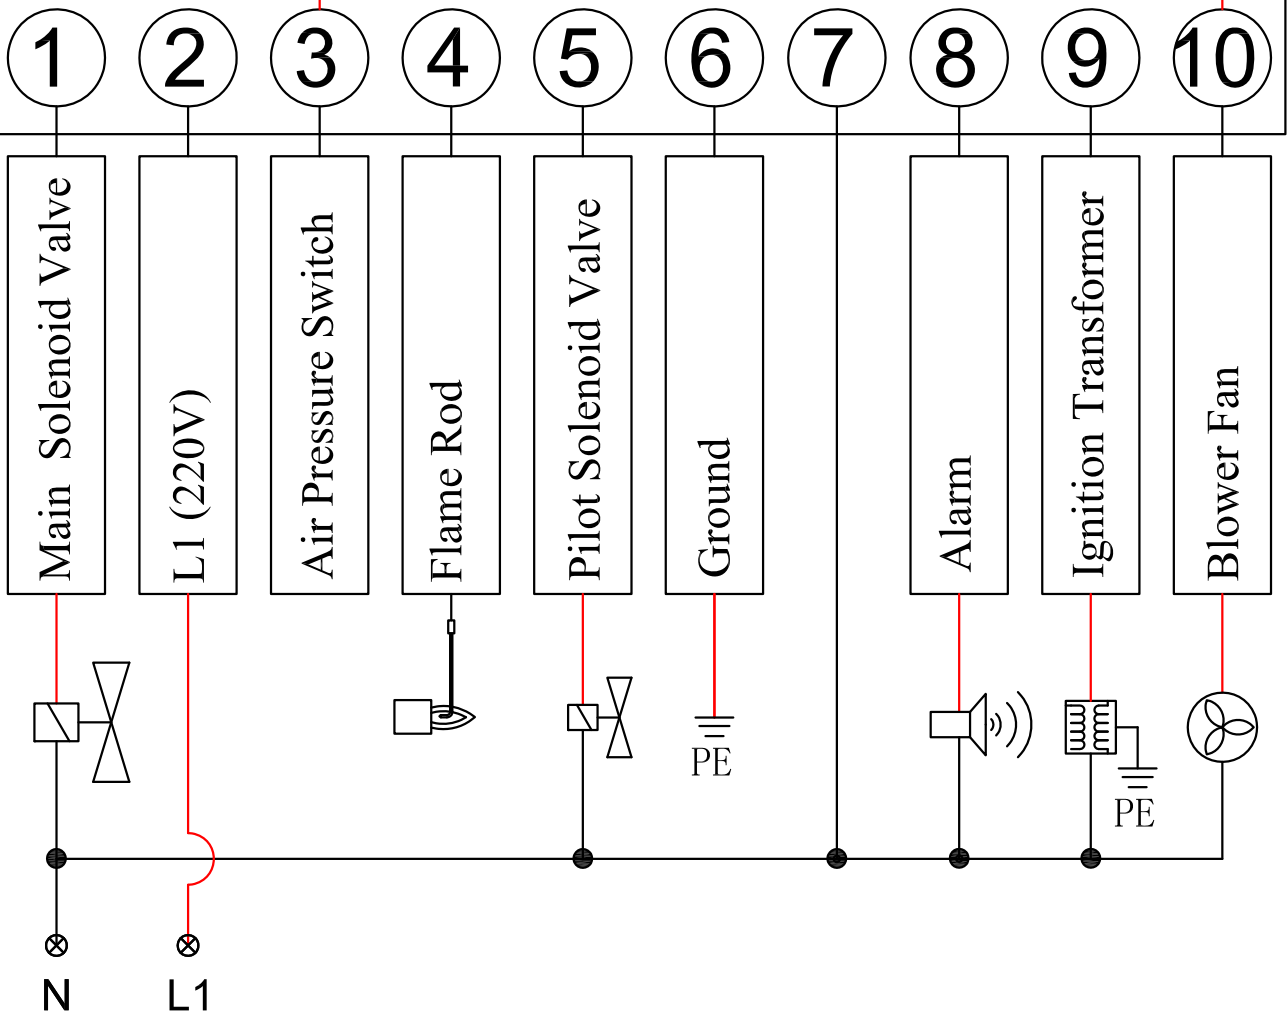 1
2
3
4
5
6
7
8
9
10
Main Solenoid Valve
L1 (220V)
Air Pressure Switch
Flame Rod
Pilot Solenoid Valve
Ground
Alarm
Ignition Transformer
Blower Fan
PE
PE
N
L1